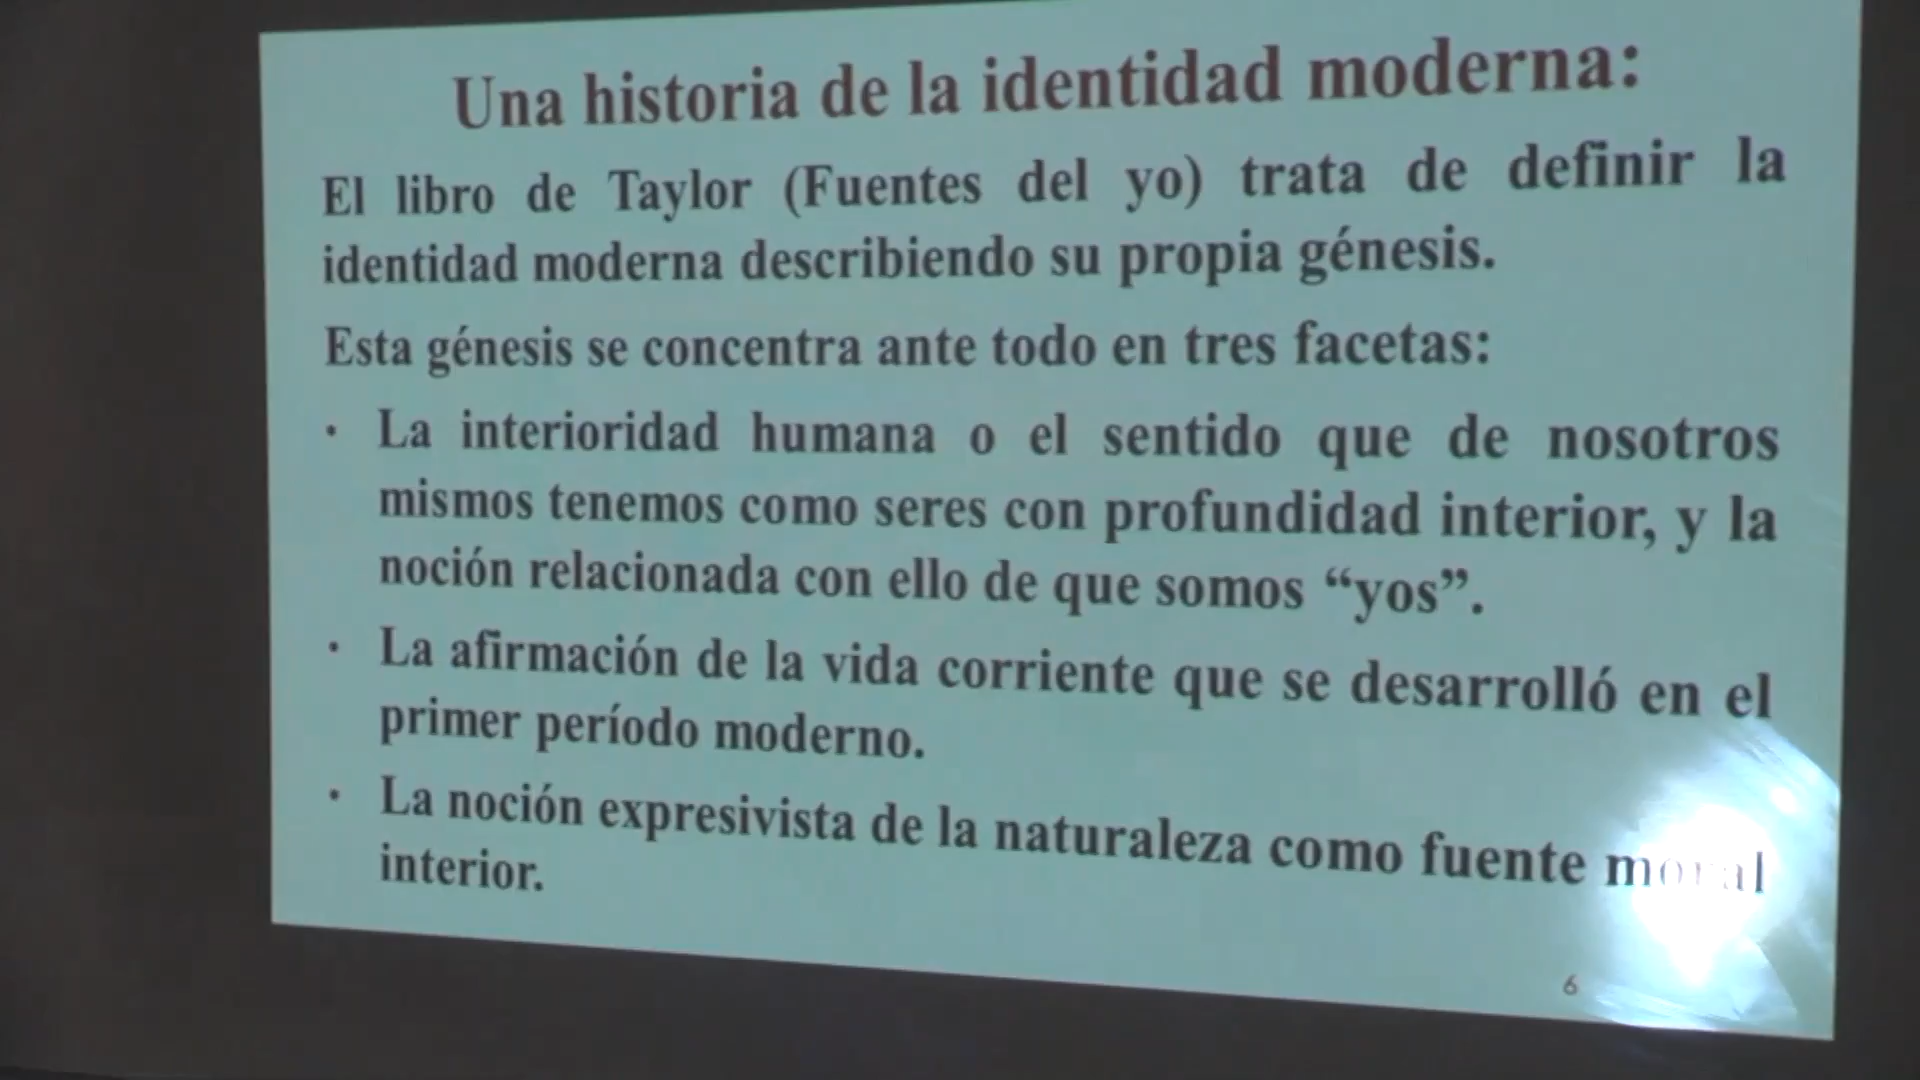 Una historia de la identidad moderna:
El libro de Taylor (Fuentes del yo) trata de definir la
identidad moderna describiendo su propia génesis.
Esta génesis se concentra ante todo en tres facetas:
· La interioridad humana o el sentido que de nosotros
mismos tenemos como seres con profundidad interior, y la
noción relacionada con ello de que somos “yos”.
· La afirmación de la vida corriente que se desarrolló en el
primer período moderno.
· La noción expresivista de la naturaleza como fuente moral
interior.
6